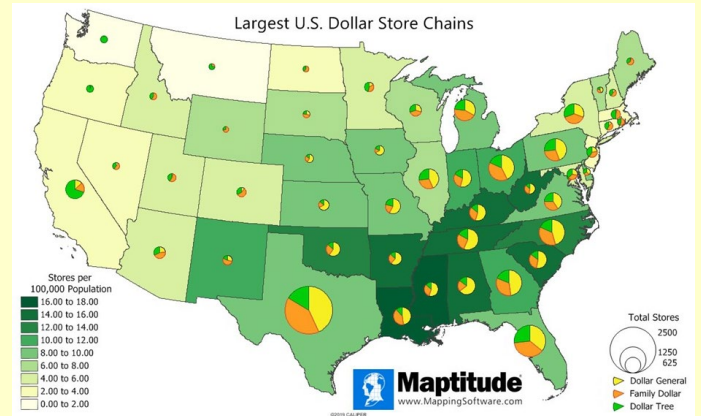 Largest U.S. Dollar Store Chains
Stores per
100,000 Population
16.00 to 18.00
14.00 to 16.00
12.00 to 14.00
10.00 to 12.00
8.00 to 10.00
6.00 to 8.00
4.00 to 6.00
2.00 to 4.00
0.00 to 2.00
Maptitude
www.MappingSoftware.com
Total Stores
2500
1250
625
Dollar General
Family Dollar
Dollar Tree